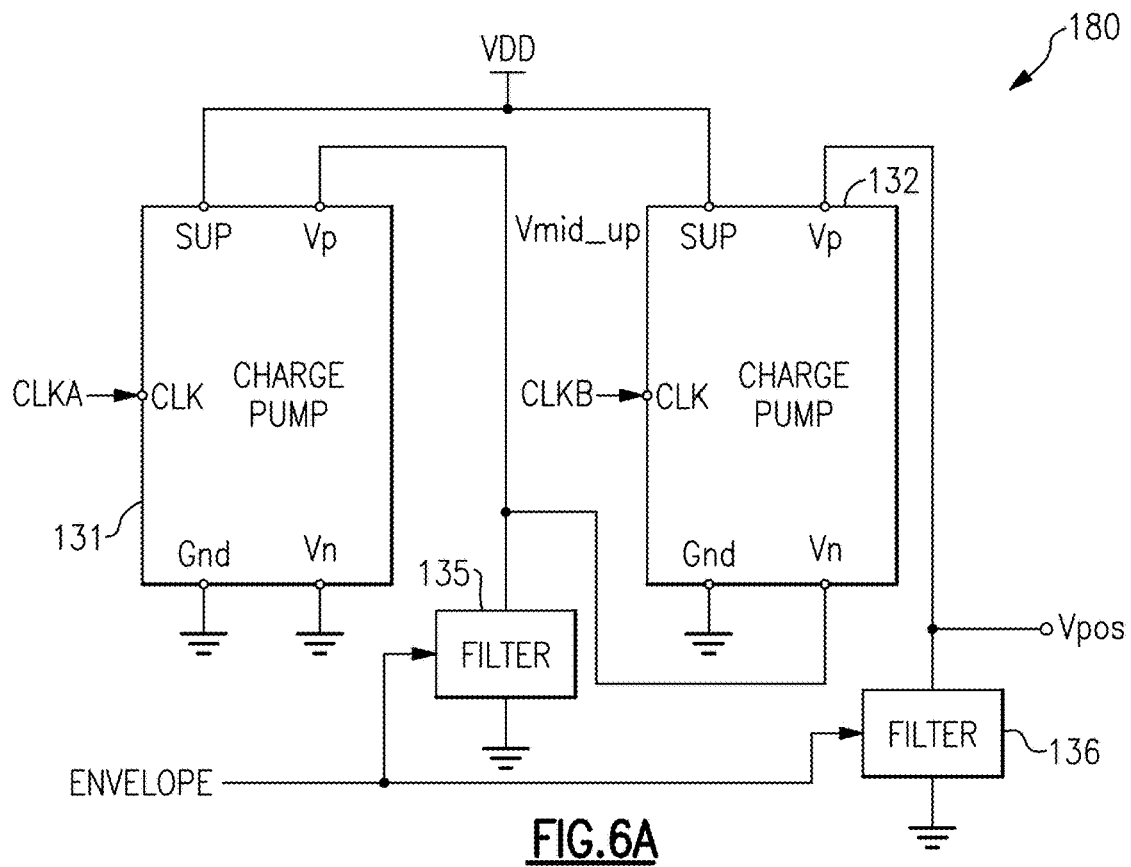 180
VDD
132
SUP
Vp
Vmid_up
SUP
Vp
CLKA
CLK
CHARGE
PUMP
CLKB
CLK
CHARGE
PUMP
131
Gnd
Vn
135
Gnd
Vn
FILTER
Vpos
FILTER
136
ENVELOPE
FIG.6A